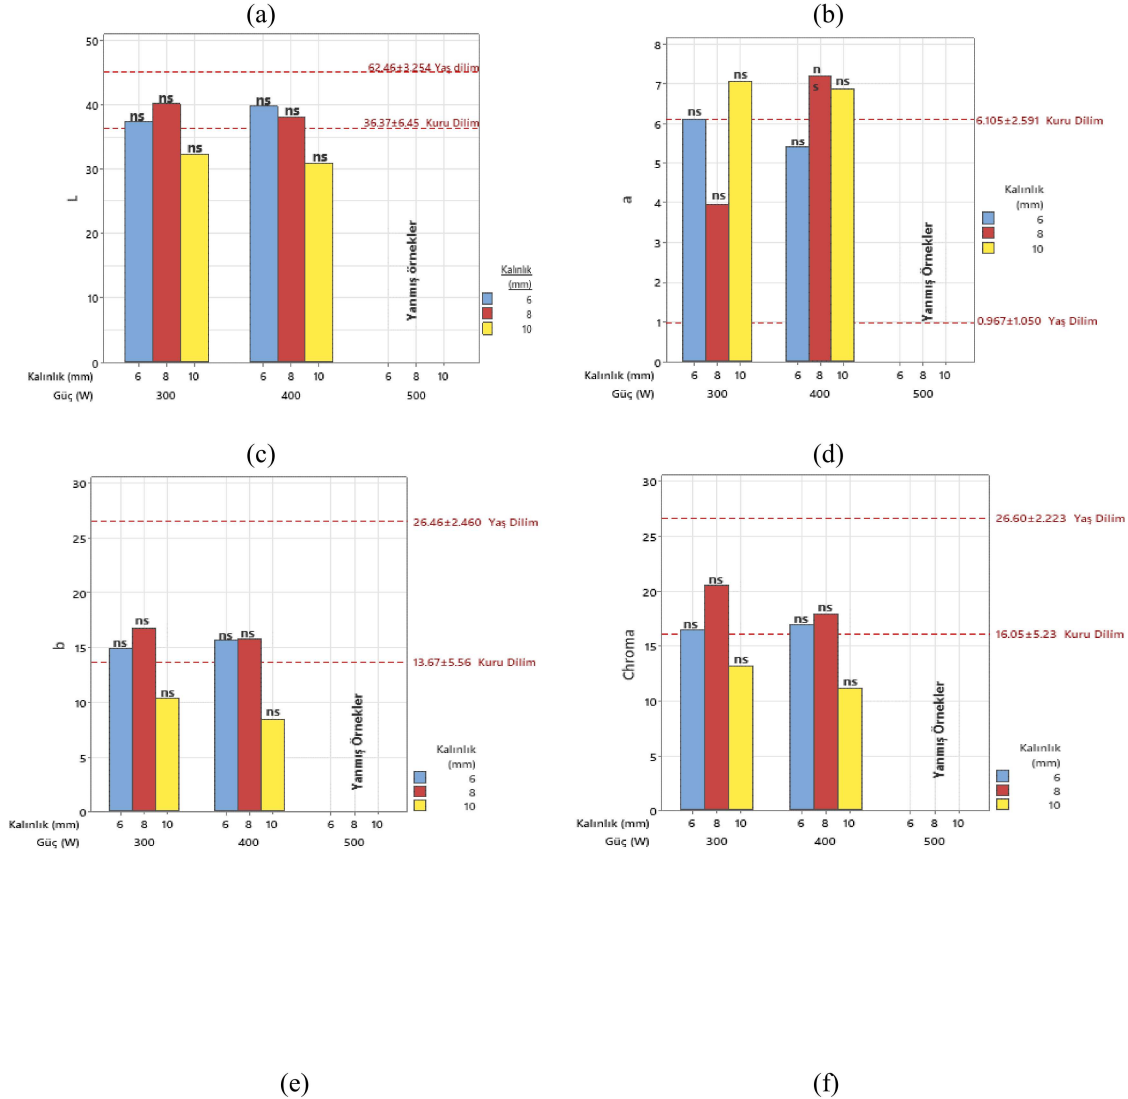 (a)
(b)
50
40
30
20
10
0
L
62.46±3.254 Yaş dilim
36.37±6.45 Kuru Dilim
ns
ns
ns
ns
ns
ns
Yanmış örnekler
Kalınlık
(mm)
6
8
10
Kalınlık (mm) 6 8 10 6 8 10 6 8 10
Güç (W) 300 400 500
8
7
6
5
4
3
2
1
0
a
ns
ns
ns
ns
n
s
ns
6.105±2.591 Kuru Dilim
0.967±1.050 Yaş Dilim
Yanmış Örnekler
Kalınlık
(mm)
6
8
10
Kalınlık (mm) 6 8 10 6 8 10 6 8 10
Güç (W) 300 400 500
(c)
(d)
30
25
20
15
10
5
0
b
26.46±2.460 Yaş Dilim
13.67±5.56 Kuru Dilim
ns
ns
ns
ns
ns
ns
Yanmış Örnekler
Kalınlık
(mm)
6
8
10
Kalınlık (mm) 6 8 10 6 8 10 6 8 10
Güç (W) 300 400 500
30
25
20
15
10
5
0
Chroma
26.60±2.223 Yaş Dilim
16.05±5.23 Kuru Dilim
ns
ns
ns
ns
ns
ns
Yanmış Örnekler
Kalınlık
(mm)
6
8
10
Kalınlık (mm) 6 8 10 6 8 10 6 8 10
Güç (W) 300 400 500
(e)
(f)